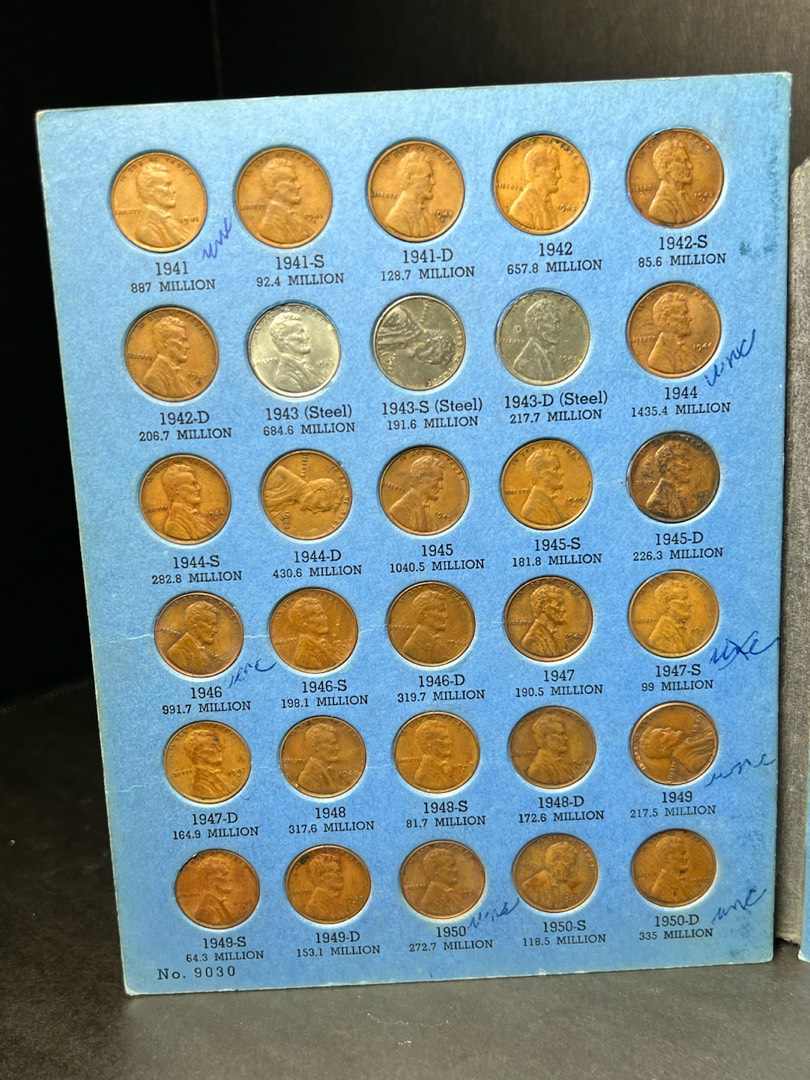 1941 1941-S 1941-D 1942 1942-S
887 MILLION 92.4 MILLION 128.7 MILLION 657.8 MILLION 85.6 MILLION
unc
1942-D 1943 (Steel) 1943-S (Steel) 1943-D (Steel) 1944
206.7 MILLION 684.6 MILLION 191.6 MILLION 217.7 MILLION 1435.4 MILLION
unc
1944-S 1944-D 1945 1945-S 1945-D
282.8 MILLION 430.6 MILLION 1040.5 MILLION 181.8 MILLION 226.3 MILLION
1946 1946-S 1946-D 1947 1947-S
991.7 MILLION 198.1 MILLION 319.7 MILLION 190.5 MILLION 99 MILLION
unc unc
1947-D 1948 1948-S 1948-D 1949
164.9 MILLION 317.6 MILLION 81.7 MILLION 172.6 MILLION 217.5 MILLION
unc
1949-S 1949-D 1950 1950-S 1950-D
64.3 MILLION 153.1 MILLION 272.7 MILLION 118.5 MILLION 335 MILLION
unc unc
No. 9030